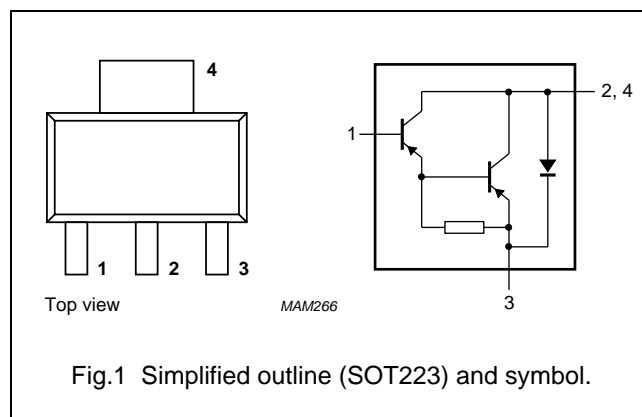 4
1 2 3
Top view
MAM266
1
2, 4
3
Fig.1 Simplified outline (SOT223) and symbol.